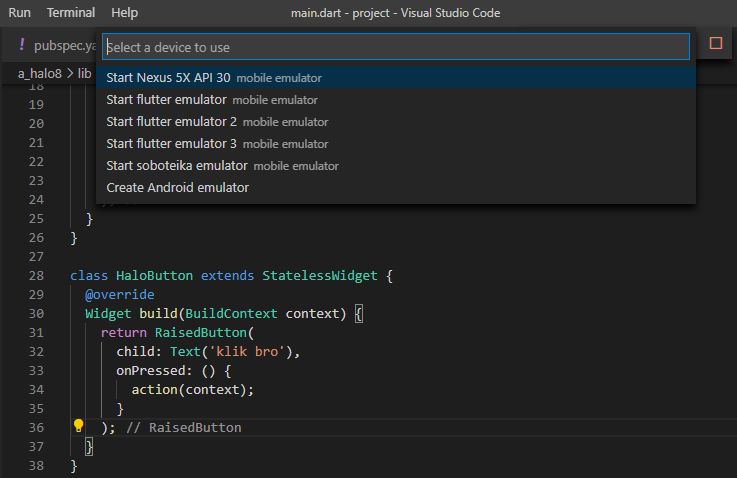 Run Terminal Help main.dart - project - Visual Studio Code
! pubspec.ya
Select a device to use
a_halo8 > lib
Start Nexus 5X API 30 mobile emulator
Start flutter emulator mobile emulator
Start flutter emulator 2 mobile emulator
Start flutter emulator 3 mobile emulator
Start soboteika emulator mobile emulator
Create Android emulator
18
19
20
21
22
23
24
25 }
26 }
27
28 class HaloButton extends StatelessWidget {
29 @override
30 Widget build(BuildContext context) {
31 return RaisedButton(
32 child: Text('klik bro'),
33 onPressed: () {
34 action(context);
35 }
36 ); // RaisedButton
37 }
38 }